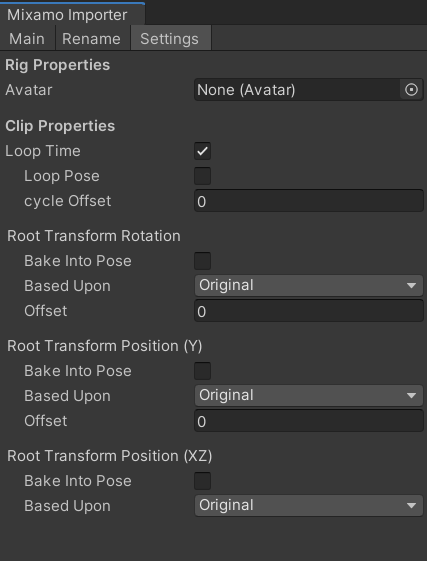 Mixamo Importer
Main Rename Settings
Rig Properties
Avatar None (Avatar)
Clip Properties
Loop Time
Loop Pose
cycle Offset 0
Root Transform Rotation
Bake Into Pose
Based Upon Original
Offset 0
Root Transform Position (Y)
Bake Into Pose
Based Upon Original
Offset 0
Root Transform Position (XZ)
Bake Into Pose
Based Upon Original